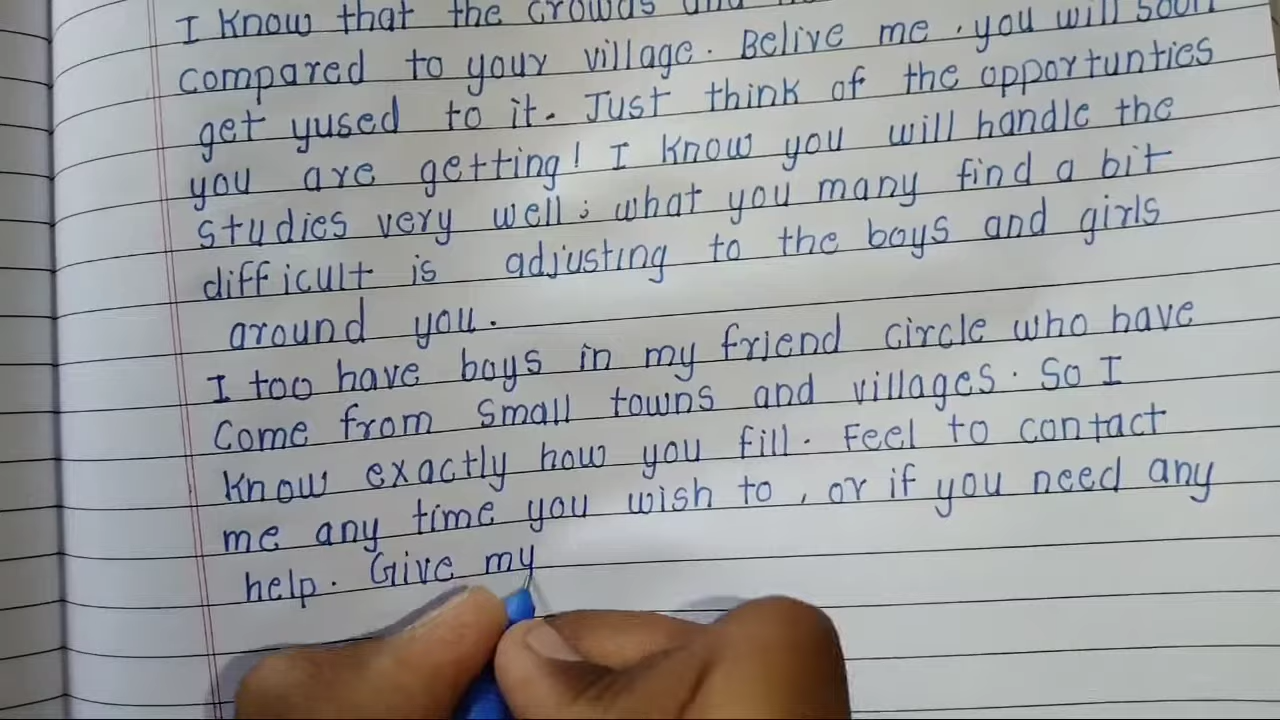 I know that the crowds and
compared to your village. Belive me, you will soon
get yused to it. Just think of the opportunties
you are getting! I know you will handle the
studies very well; what you many find a bit
difficult is adjusting to the boys and girls
around you.
I too have boys in my friend circle who have
Come from small towns and villages. So I
know exactly how you fill. Feel to contact
me any time you wish to, or if you need any
help. Give my